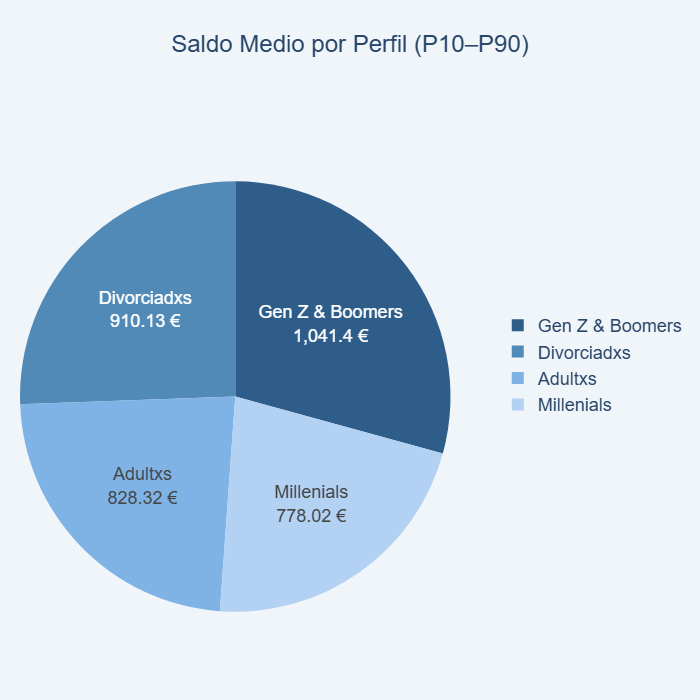 Saldo Medio por Perfil (P10–P90)
Divorciadxs
910.13 €
Gen Z & Boomers
1,041.4 €
Adultxs
828.32 €
Millenials
778.02 €
Gen Z & Boomers
Divorciadxs
Adultxs
Millenials